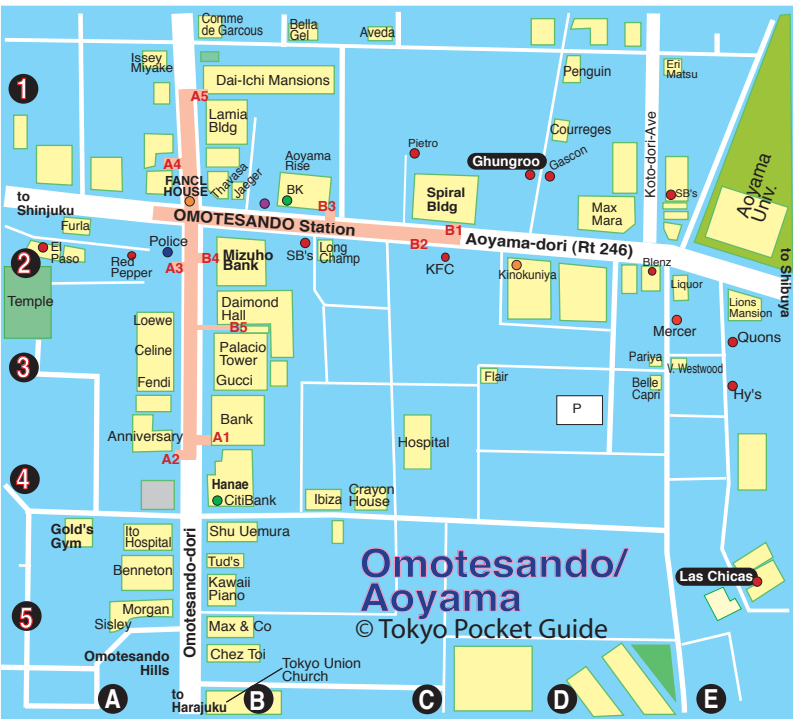 Comme
de Garcous
Bella
Gel
Aveda
Issey
Miyake
Dai-Ichi Mansions
Penguin
Eri
Matsu
1
A5
Lamia
Bldg
Koto-dori-Ave
Courreges
Pietro
Ghungroo
Gascon
A4
FANCL
HOUSE
Thavasa
Jaeger
Aoyama
Rise
BK
Spiral
Bldg
Max
Mara
SB's
Aoyama
Univ.
to
Shinjuku
Furla
OMOTESANDO Station
B3
B1
B2
Aoyama-dori (Rt 246)
to Shibuya
El
Paso
Police
2
Red
Pepper
A3
B4
Mizuho
Bank
SB's
Long
Champ
KFC
Kinokuniya
Blenz
Liquor
Temple
Daimond
Hall
Lions
Mansion
Loewe
B5
Mercer
Quons
Celine
Palacio
Tower
3
Fendi
Gucci
Flair
Pariya
V. Westwood
Belle
Capri
Hy's
P
Bank
Anniversary
A1
A2
Hospital
4
Hanae
CitiBank
Ibiza
Crayon
House
Gold's
Gym
Ito
Hospital
Shu Uemura
Omotesando-dori
Benneton
Tud's
Kawaii
Piano
Omotesando/
Aoyama
© Tokyo Pocket Guide
Las Chicas
5
Morgan
Sisley
Max & Co
Chez Toi
Omotesando
Hills
Tokyo Union
Church
to
Harajuku
A
B
C
D
E